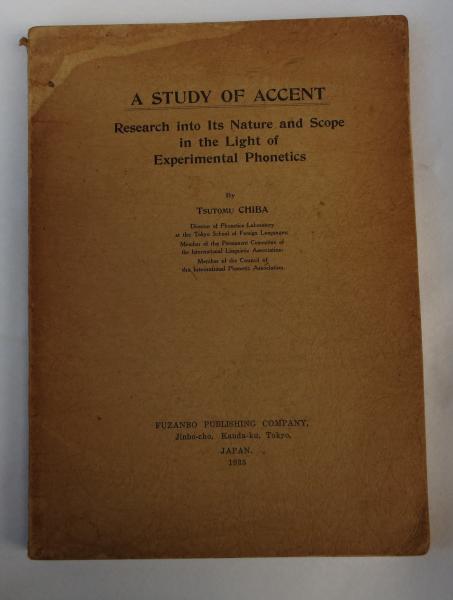 A STUDY OF ACCENT
Research into Its Nature and Scope
in the Light of
Experimental Phonetics
By
TSUTOMU CHIBA
Director of Phonetics Laboratory
at the Tokyo School of Foreign Languages;
Member of the Permanent Committee of
the International Linguistic Association;
Member of the Council of
the International Phonetic Association.
FUZANBO PUBLISHING COMPANY,
Jinbo-cho, Kanda-ku, Tokyo,
JAPAN.
1935